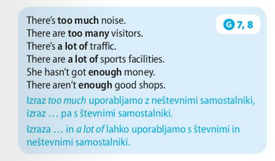 There's too much noise.
There are too many visitors.
There's a lot of traffic.
There are a lot of sports facilities.
She hasn't got enough money.
There aren't enough good shops.
G 7, 8
Izraz too much uporabljamo z neštevnimi samostalniki,
izraz ... pa s števnimi samostalniki.
Izraza ... in a lot of lahko uporabljamo s števnimi in
neštevnimi samostalniki.